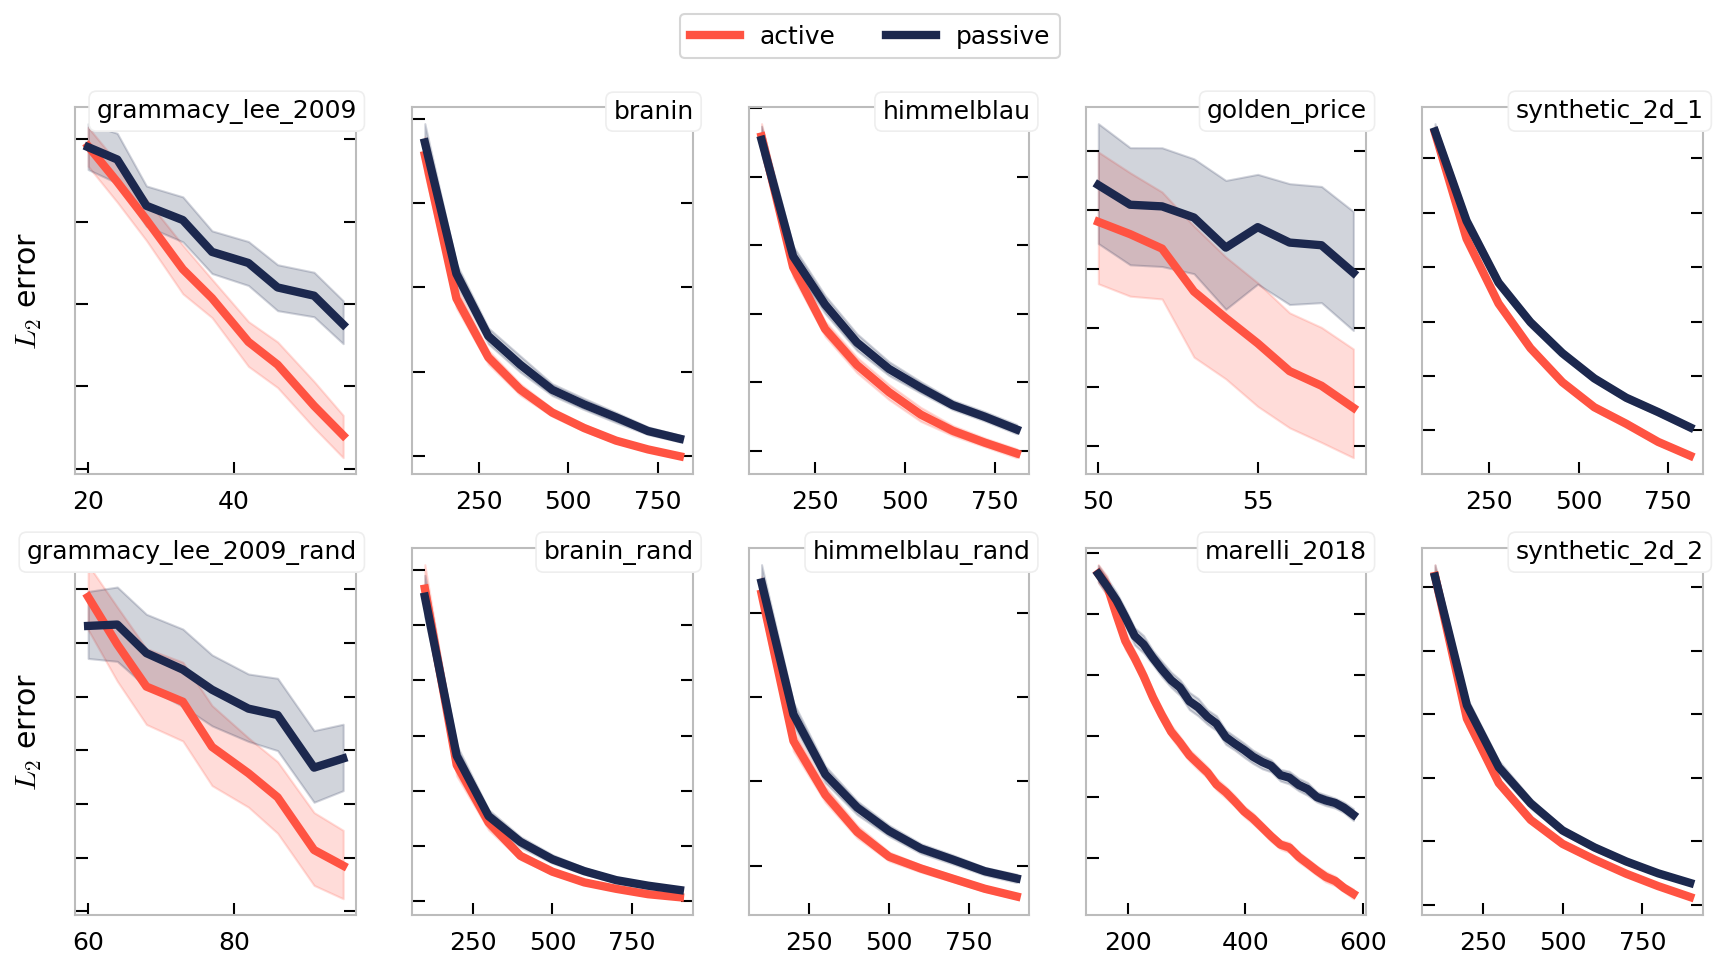 active passive
grammacy_lee_2009 branin himmelblau golden_price synthetic_2d_1
L2 error
20 40 250 500 750 250 500 750 50 55 250 500 750
grammacy_lee_2009_rand branin_rand himmelblau_rand marelli_2018 synthetic_2d_2
L2 error
60 80 250 500 750 250 500 750 200 400 600 250 500 750